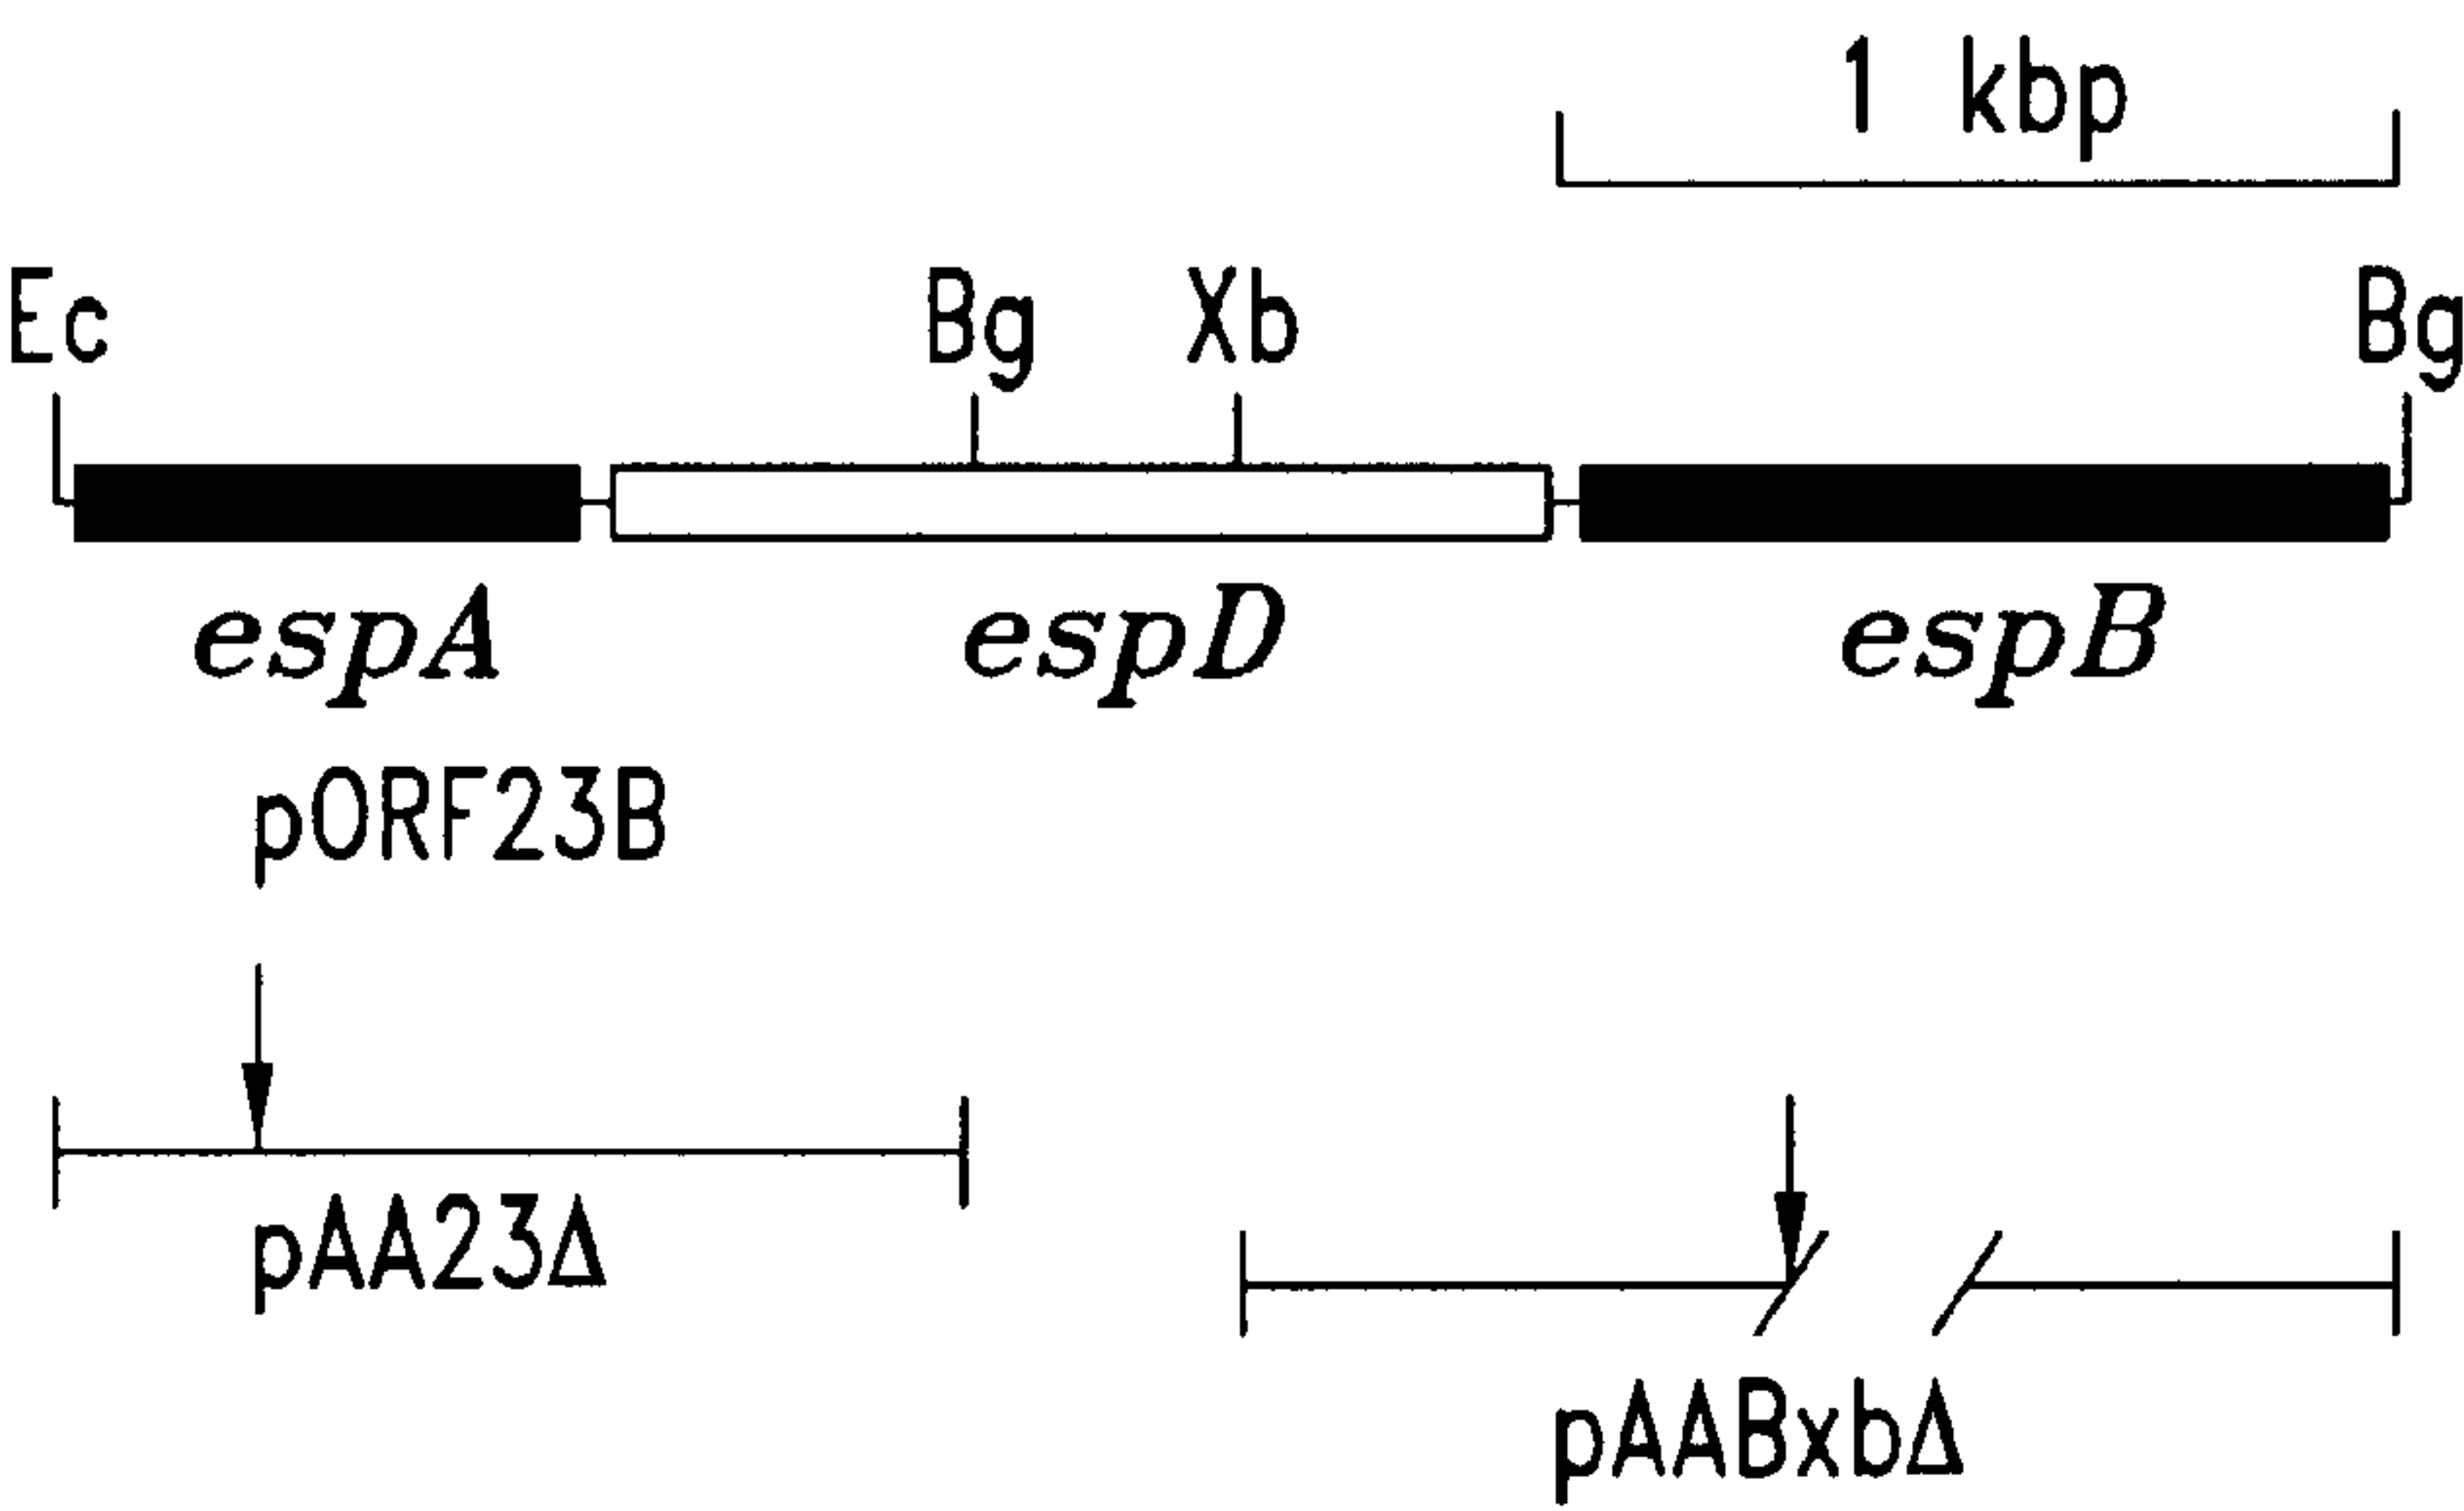 1 kbp
Ec Bg Xb Bg
espA espD espB
pORF23B
pAA23Δ
pAABxbΔ